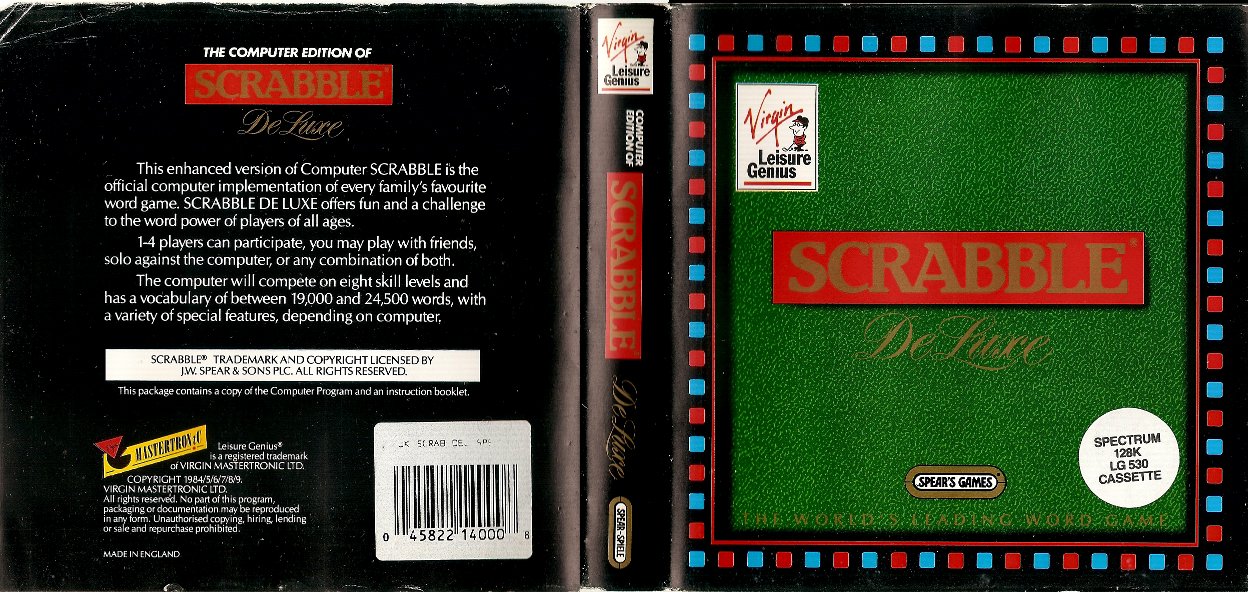 THE COMPUTER EDITION OF
SCRABBLE®
De Luxe
This enhanced version of Computer SCRABBLE is the
official computer implementation of every family's favourite
word game. SCRABBLE DE LUXE offers fun and a challenge
to the word power of players of all ages.
1-4 players can participate, you may play with friends,
solo against the computer, or any combination of both.
The computer will compete on eight skill levels and
has a vocabulary of between 19,000 and 24,500 words, with
a variety of special features, depending on computer.
SCRABBLE® TRADEMARK AND COPYRIGHT LICENSED BY
J.W. SPEAR & SONS PLC. ALL RIGHTS RESERVED.
This package contains a copy of the Computer Program and an instruction booklet.
MASTERTRONIC
Leisure Genius®
is a registered trademark
of VIRGIN MASTERTRONIC LTD.
COPYRIGHT 1984/5/6/7/8/9.
VIRGIN MASTERTRONIC LTD.
All rights reserved. No part of this program,
packaging or documentation may be reproduced
in any form. Unauthorised copying, hiring, lending
or sale and repurchase prohibited.
MADE IN ENGLAND
SCRAB DEL
0 45822 14000 8
Virgin
Leisure
Genius
COMPUTER
EDITION OF
SCRABBLE
De Luxe
SPEAR-SPIELE
Virgin
Leisure
Genius
SCRABBLE®
De Luxe
SPECTRUM
128K
LG 530
CASSETTE
SPEAR'S GAMES
THE WORLD'S LEADING WORD GAME